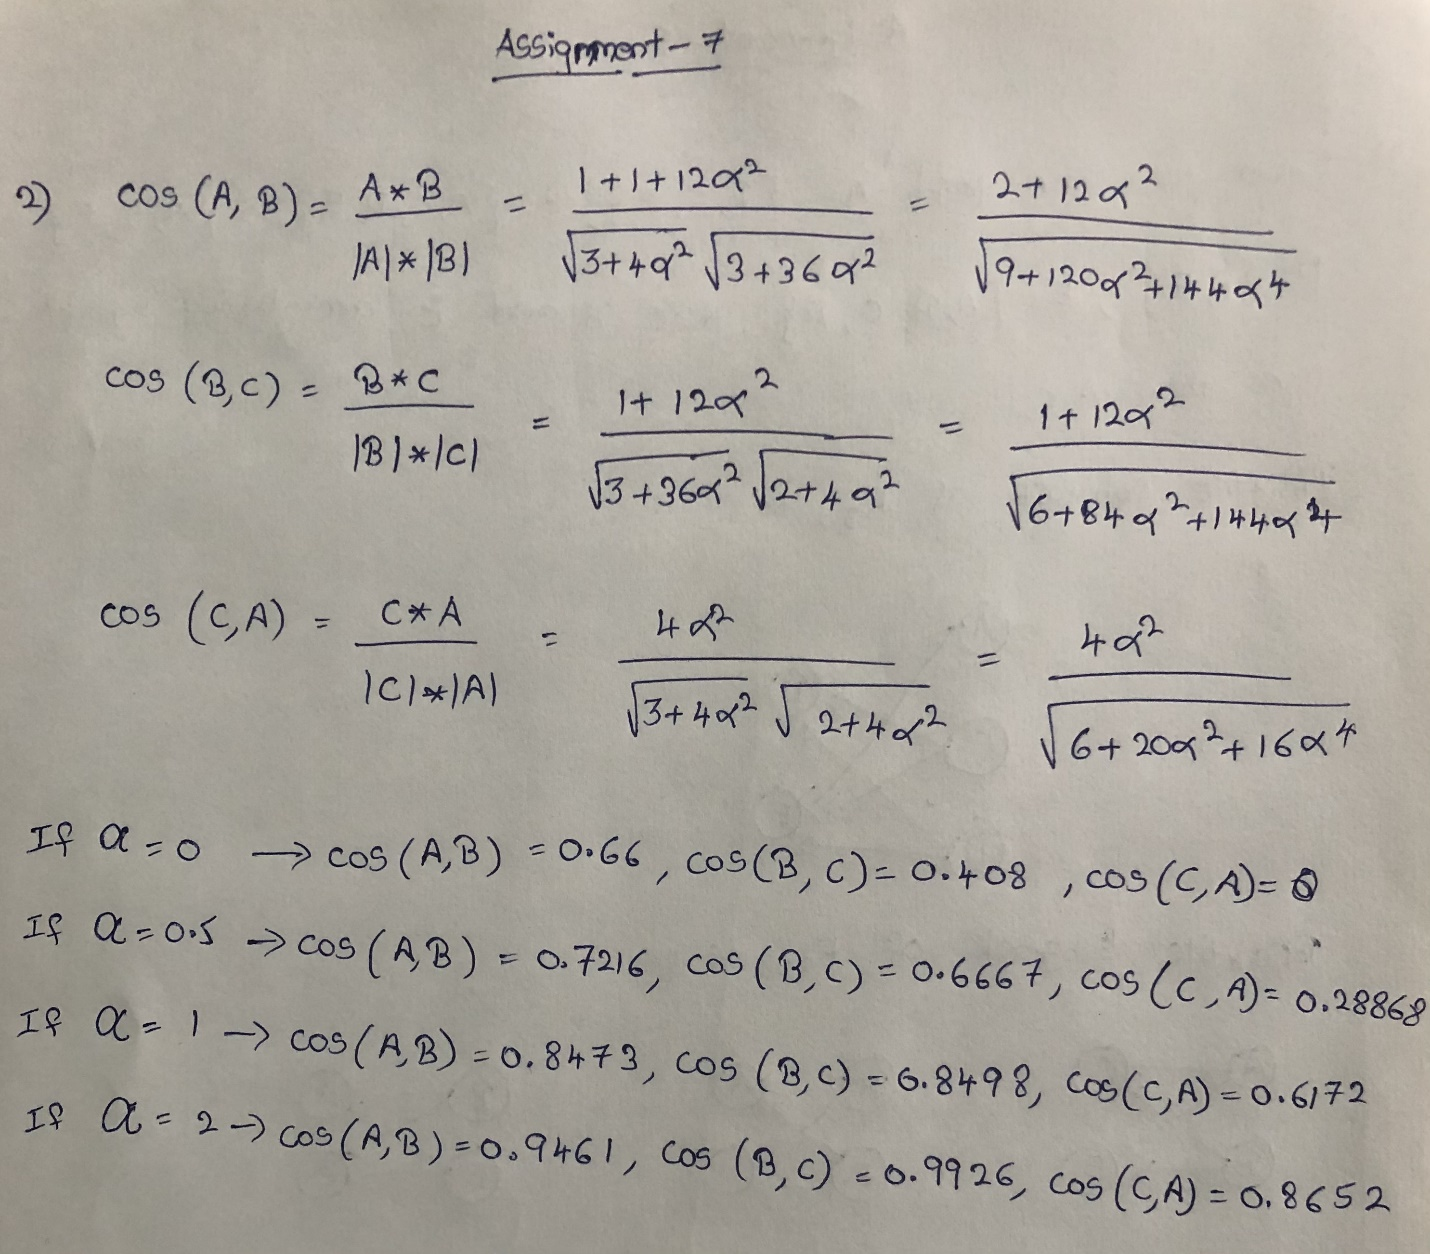 Assignment-7
2) cos (A, B) = A*B / |A|*|B| = 1+1+12α² / √3+4α² √3+36α² = 2+12α² / √9+120α²+144α⁴
cos (B,C) = B*C / |B|*|C| = 1+12α² / √3+36α² √2+4α² = 1+12α² / √6+84α²+144α⁴
cos (C,A) = C*A / |C|*|A| = 4α² / √3+4α² √2+4α² = 4α² / √6+20α²+16α⁴
If α=0 → cos(A,B) = 0.66, cos(B, C)= 0.408, cos(C, A)= 0
If α=0.5 → cos(A,B) = 0.7216, cos(B,C) = 0.6667, cos(C,A)= 0.28868
If α= 1 → cos(A,B) = 0.8473, cos (B,C) = 0.8498, cos(C,A) = 0.6172
If α= 2 → cos(A,B) = 0.9461, cos (B,C) = 0.9926, cos(C,A) = 0.8652